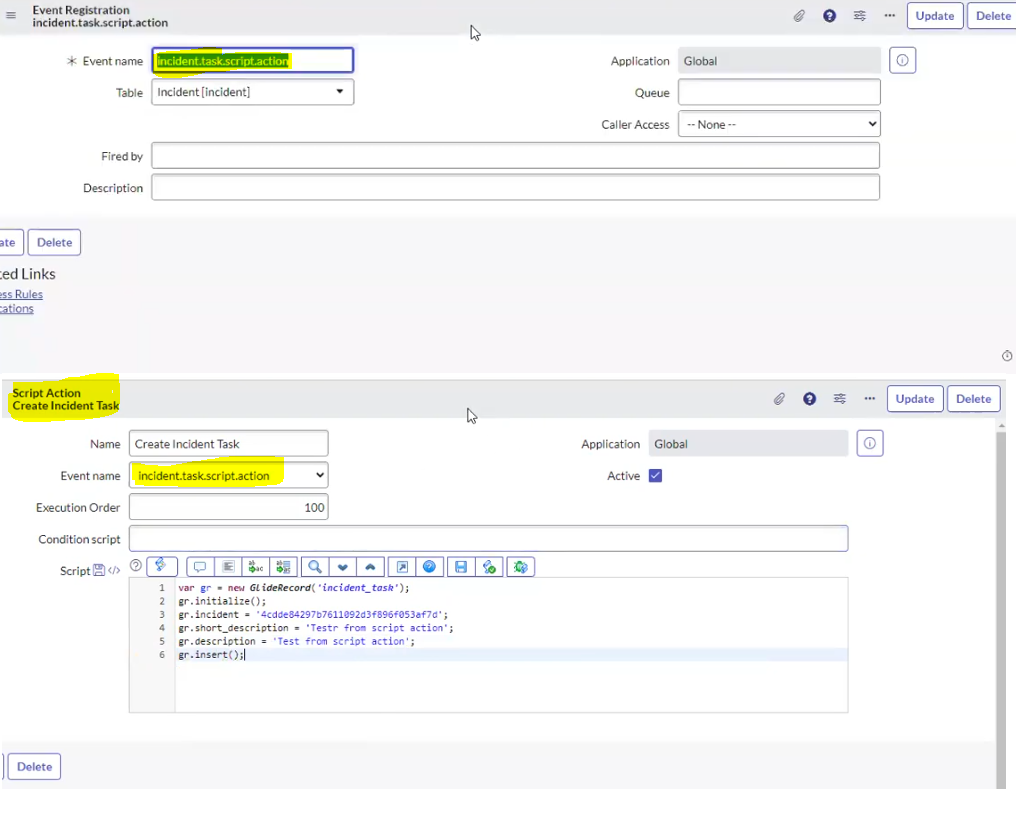 Event Registration
incident.task.script.action
Update
Delete
* Event name
incident.task.script.action
Application
Global
Table
Incident [incident]
Queue
Caller Access
-- None --
Fired by
Description
ate
Delete
ted Links
ess Rules
cations
Script Action
Create Incident Task
Update
Delete
Name
Create Incident Task
Application
Global
Event name
incident.task.script.action
Active
Execution Order
100
Condition script
Script
1 var gr = new GLideRecord('incident_task');
2 gr.initialize();
3 gr.incident = '4cdde84297b7611092d3f896f053af7d';
4 gr.short_description = 'Testr from script action';
5 gr.description = 'Test from script action';
6 gr.insert();
Delete